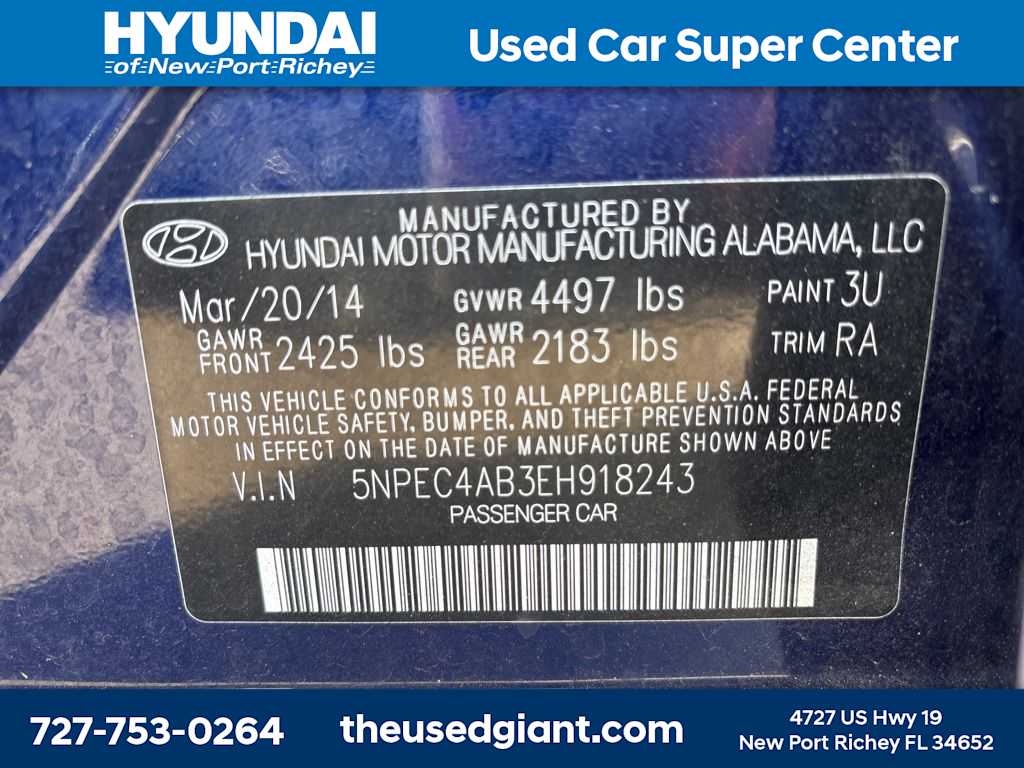 HYUNDAI
of New Port Richey
Used Car Super Center
MANUFACTURED BY
HYUNDAI MOTOR MANUFACTURING ALABAMA, LLC
Mar/20/14 GVWR 4497 lbs PAINT 3U
GAWR FRONT 2425 lbs GAWR REAR 2183 lbs TRIM RA
THIS VEHICLE CONFORMS TO ALL APPLICABLE U.S.A. FEDERAL
MOTOR VEHICLE SAFETY, BUMPER, AND THEFT PREVENTION STANDARDS
IN EFFECT ON THE DATE OF MANUFACTURE SHOWN ABOVE
V.I.N 5NPEC4AB3EH918243
PASSENGER CAR
727-753-0264
theusedgiant.com
4727 US Hwy 19
New Port Richey FL 34652